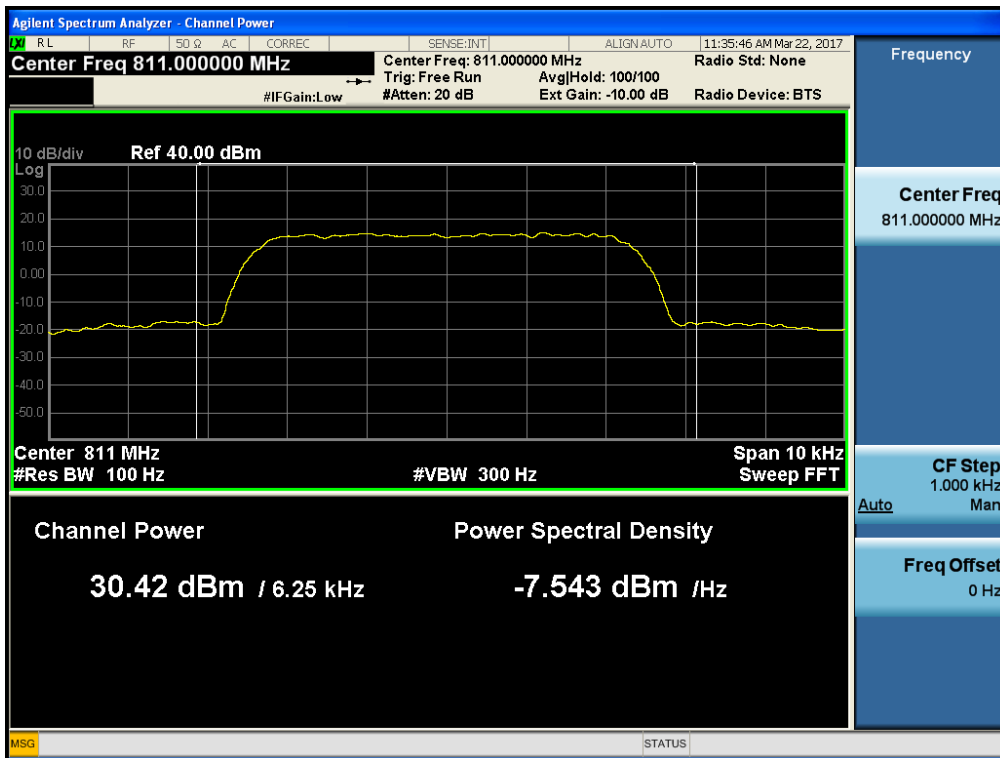 Agilent Spectrum Analyzer - Channel Power
LXI RL RF 50 Ω AC CORREC SENSE:INT ALIGN AUTO 11:35:46 AM Mar 22, 2017
Center Freq 811.000000 MHz
#IFGain:Low
Center Freq: 811.000000 MHz
Trig: Free Run Avg|Hold: 100/100
#Atten: 20 dB Ext Gain: -10.00 dB
Radio Std: None
Radio Device: BTS
10 dB/div Ref 40.00 dBm
Log
30.0
20.0
10.0
0.00
-10.0
-20.0
-30.0
-40.0
-50.0
Center 811 MHz Span 10 kHz
#Res BW 100 Hz #VBW 300 Hz Sweep FFT
Channel Power Power Spectral Density
30.42 dBm / 6.25 kHz -7.543 dBm /Hz
Frequency
Center Freq
811.000000 MHz
CF Step
1.000 kHz
Auto Man
Freq Offset
0 Hz
MSG STATUS